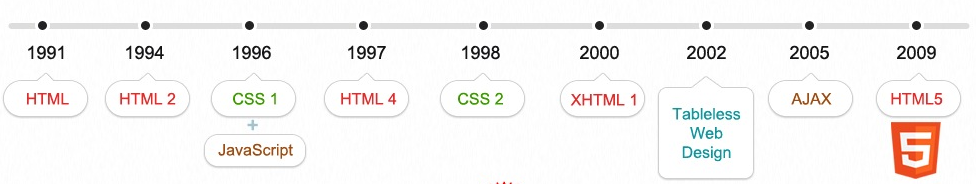 1991 1994 1996 1997 1998 2000 2002 2005 2009
HTML HTML 2 CSS 1 HTML 4 CSS 2 XHTML 1 Tableless AJAX HTML5
+ Web 5
JavaScript Design